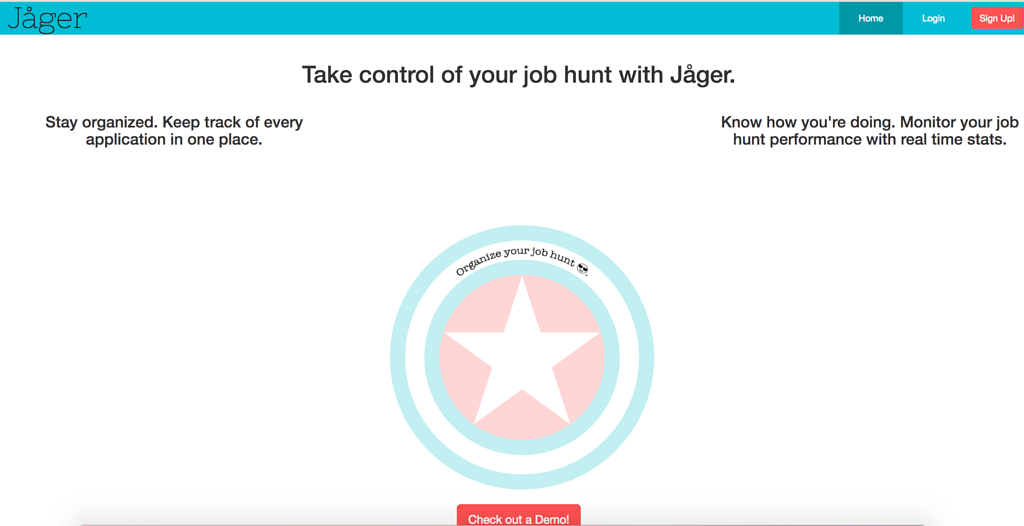 Jåger
Home
Login
Sign Up!
Take control of your job hunt with Jåger.
Stay organized. Keep track of every
application in one place.
Know how you're doing. Monitor your job
hunt performance with real time stats.
Organize your job hunt 😎.
Check out a Demo!